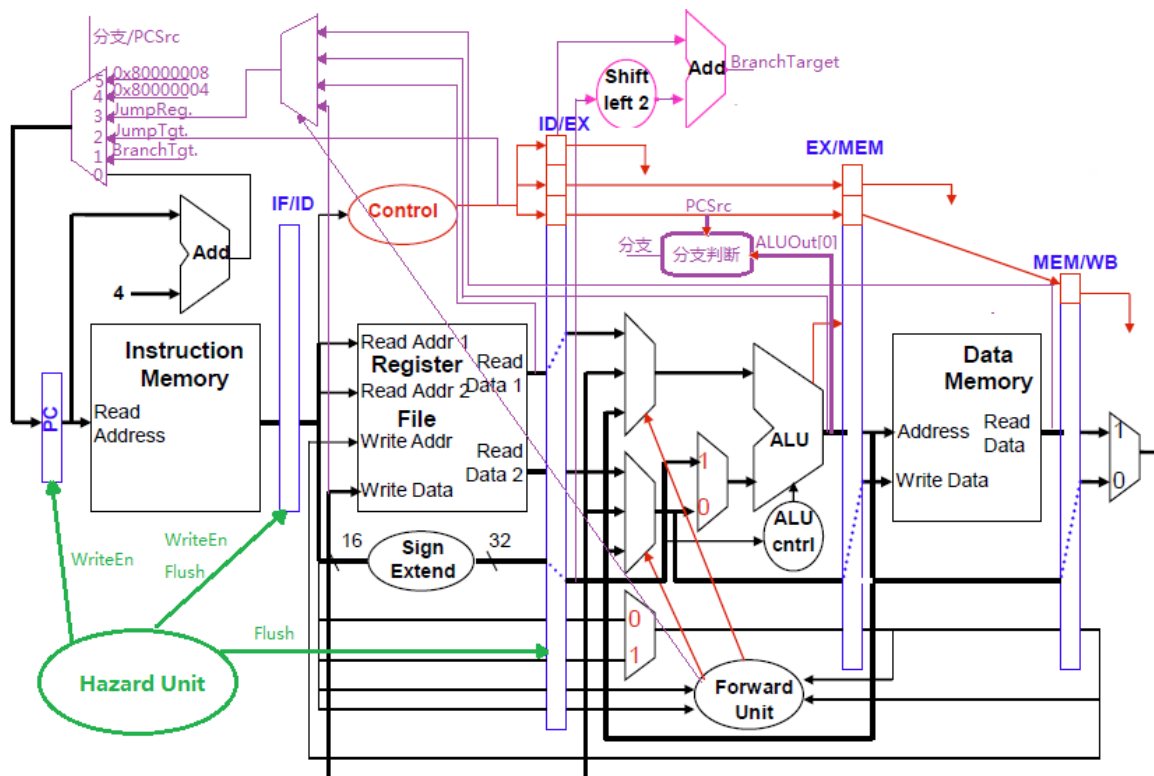 分支/PCSrc
5
0x80000008
4
0x80000004
3
JumpReg.
2
JumpTgt.
1
BranchTgt.
0
Shift
left 2
Add
BranchTarget
ID/EX
EX/MEM
IF/ID
Control
PCSrc
分支
分支判断
ALUOut[0]
MEM/WB
Add
4
Instruction
Memory
Read
Address
PC
Read Addr 1
Register
Read
Data 1
Read Addr 2
File
Write Addr
Read
Data 2
Write Data
16
Sign
Extend
32
1
0
ALU
ALU
cntrl
Data
Memory
Address
Read
Data
Write Data
1
0
WriteEn
WriteEn
Flush
Flush
0
1
Hazard Unit
Forward
Unit